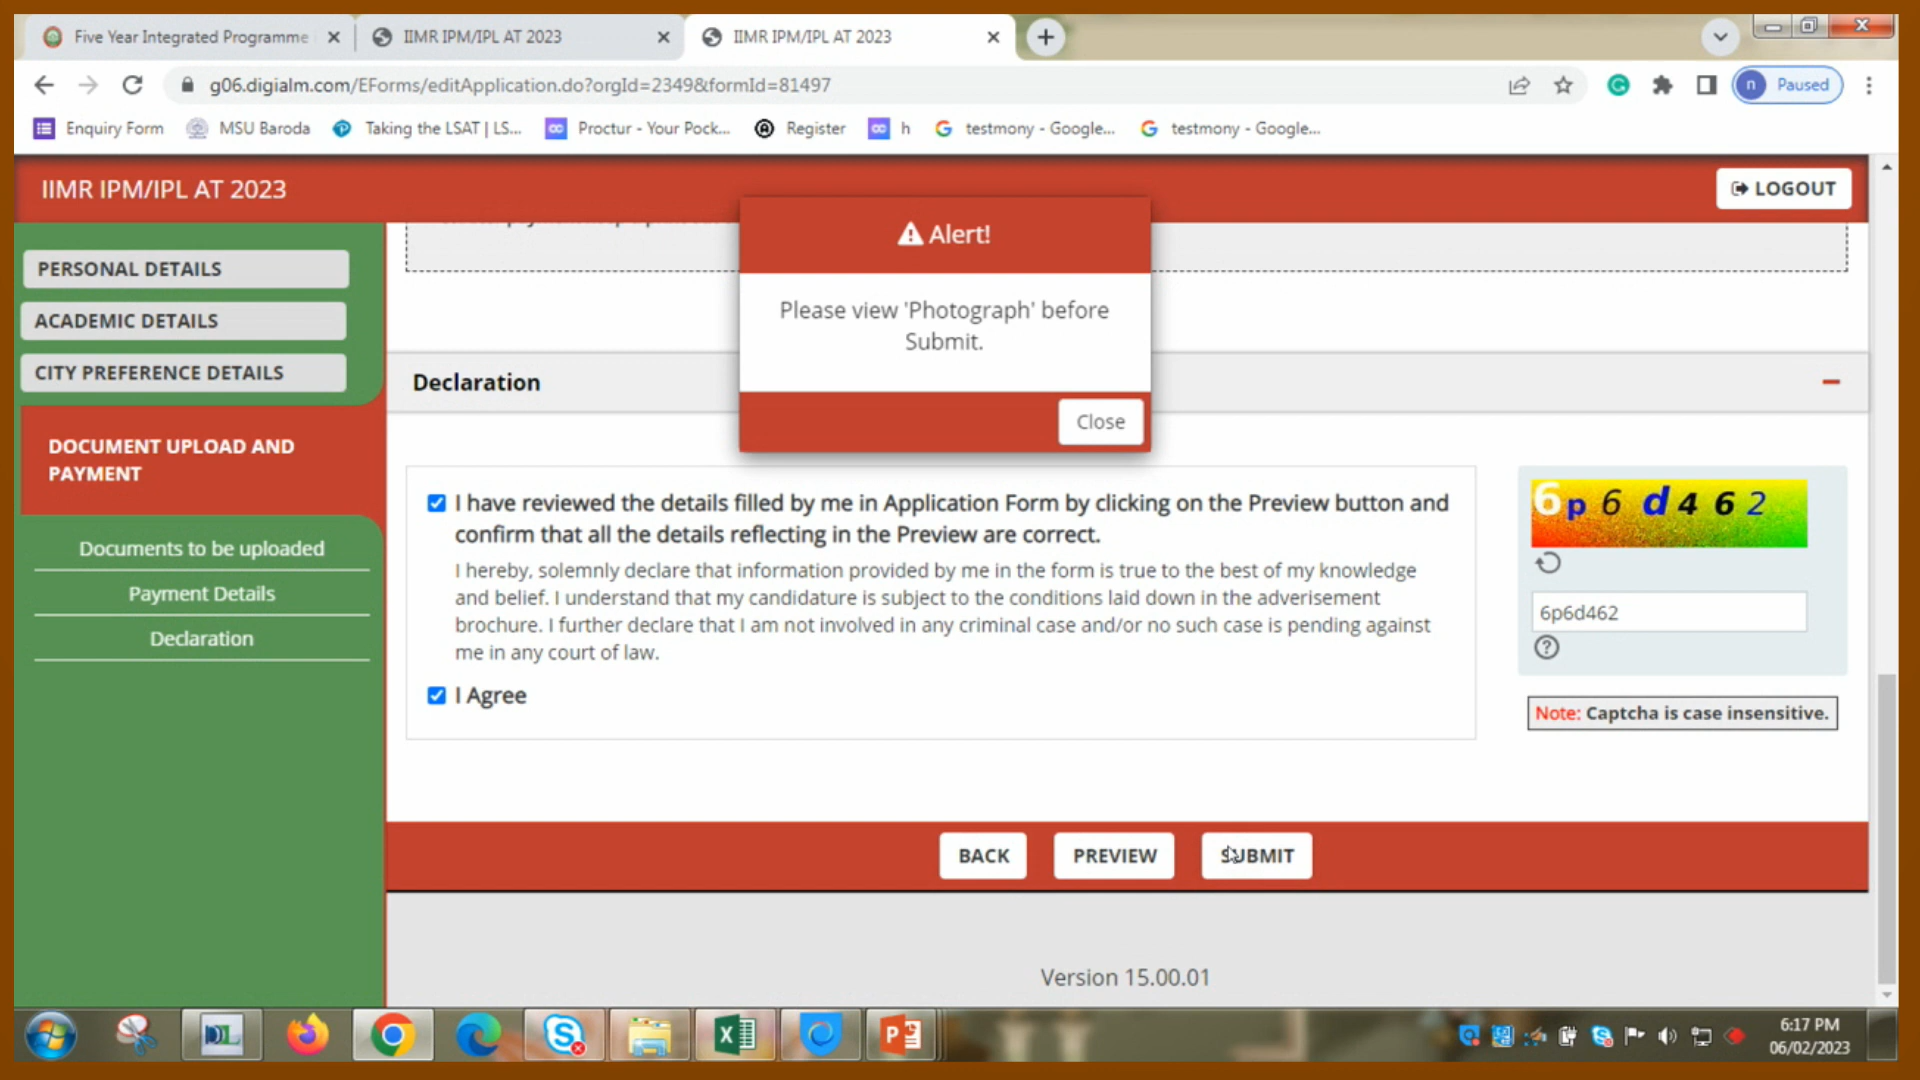 Five Year Integrated Programme
IIMR IPM/IPL AT 2023
IIMR IPM/IPL AT 2023
g06.digialm.com/EForms/editApplication.do?orgId=2349&formId=81497
n Paused
Enquiry Form
MSU Baroda
Taking the LSAT | LS...
Proctur - Your Pock...
Register
h
testmony - Google...
testmony - Google...
IIMR IPM/IPL AT 2023
LOGOUT
Alert!
Please view 'Photograph' before
Submit.
Close
PERSONAL DETAILS
ACADEMIC DETAILS
CITY PREFERENCE DETAILS
DOCUMENT UPLOAD AND
PAYMENT
Documents to be uploaded
Payment Details
Declaration
Declaration
I have reviewed the details filled by me in Application Form by clicking on the Preview button and
confirm that all the details reflecting in the Preview are correct.
I hereby, solemnly declare that information provided by me in the form is true to the best of my knowledge
and belief. I understand that my candidature is subject to the conditions laid down in the adverisement
brochure. I further declare that I am not involved in any criminal case and/or no such case is pending against
me in any court of law.
I Agree
6p6d462
6p6d462
Note: Captcha is case insensitive.
BACK
PREVIEW
SUBMIT
Version 15.00.01
6:17 PM
06/02/2023